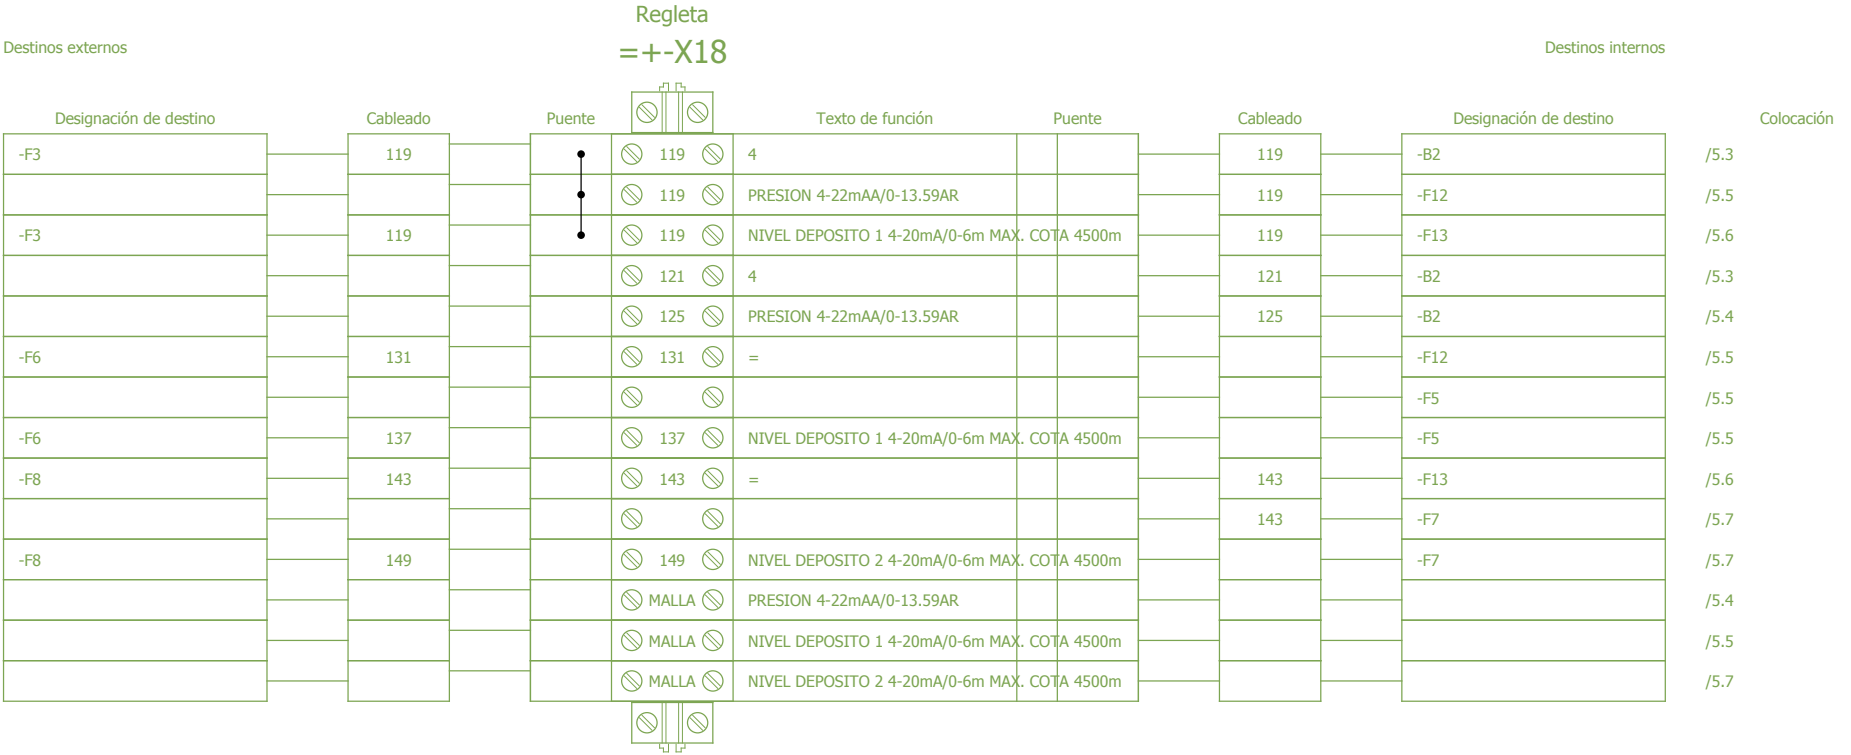 Regleta
Destinos externos =+-X18 Destinos internos
Designación de destino Cableado Puente Texto de función Puente Cableado Designación de destino Colocación
-F3 119 119 4 119 -B2 /5.3
119 PRESION 4-22mAA/0-13.59AR 119 -F12 /5.5
-F3 119 119 NIVEL DEPOSITO 1 4-20mA/0-6m MAX. COTA 4500m 119 -F13 /5.6
121 4 121 -B2 /5.3
125 PRESION 4-22mAA/0-13.59AR 125 -B2 /5.4
-F6 131 131 = -F12 /5.5
-F5 /5.5
-F6 137 137 NIVEL DEPOSITO 1 4-20mA/0-6m MAX. COTA 4500m -F5 /5.5
-F8 143 143 = 143 -F13 /5.6
143 -F7 /5.7
-F8 149 149 NIVEL DEPOSITO 2 4-20mA/0-6m MAX. COTA 4500m -F7 /5.7
MALLA PRESION 4-22mAA/0-13.59AR /5.4
MALLA NIVEL DEPOSITO 1 4-20mA/0-6m MAX. COTA 4500m /5.5
MALLA NIVEL DEPOSITO 2 4-20mA/0-6m MAX. COTA 4500m /5.7